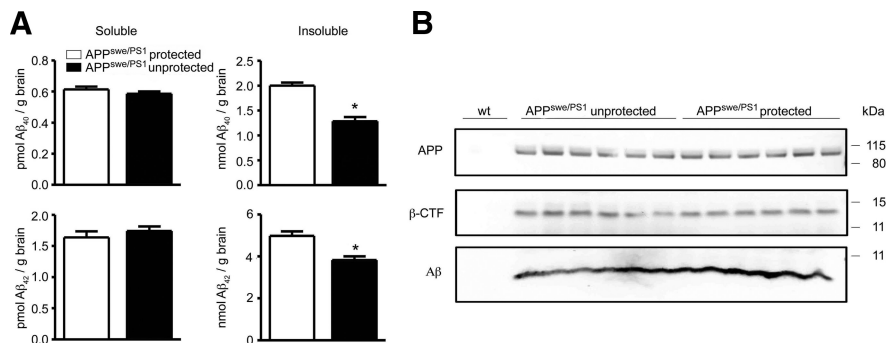 A
B
Soluble
Insoluble
APPswe/PS1 protected
APPswe/PS1 unprotected
pmol Aβ40 / g brain
0.8
0.6
0.4
0.2
0.0
nmol Aβ40 / g brain
2.5
2.0
1.5
1.0
0.5
0.0
*
pmol Aβ42 / g brain
2.0
1.5
1.0
0.5
0.0
nmol Aβ42 / g brain
6
4
2
0
*
wt
APPswe/PS1 unprotected
APPswe/PS1 protected
kDa
APP
115
80
β-CTF
15
11
Aβ
11